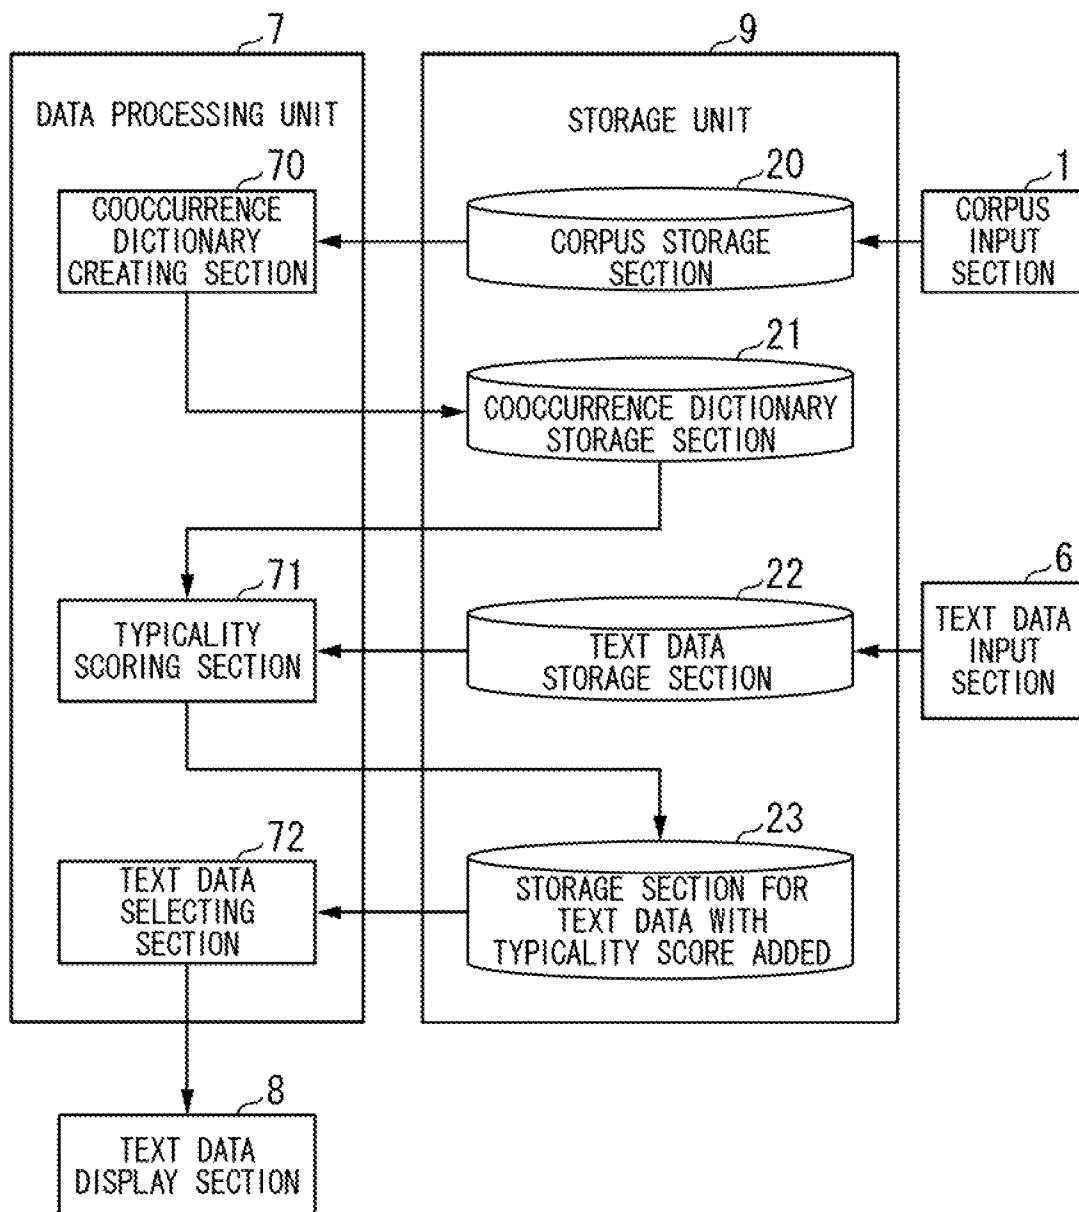 7
9
DATA PROCESSING UNIT
STORAGE UNIT
70
20
1
COOCCURRENCE
DICTIONARY
CREATING SECTION
CORPUS STORAGE
SECTION
CORPUS
INPUT
SECTION
21
COOCCURRENCE DICTIONARY
STORAGE SECTION
71
22
6
TYPICALITY
SCORING SECTION
TEXT DATA
STORAGE SECTION
TEXT DATA
INPUT
SECTION
72
23
TEXT DATA
SELECTING
SECTION
STORAGE SECTION FOR
TEXT DATA WITH
TYPICALITY SCORE ADDED
8
TEXT DATA
DISPLAY SECTION